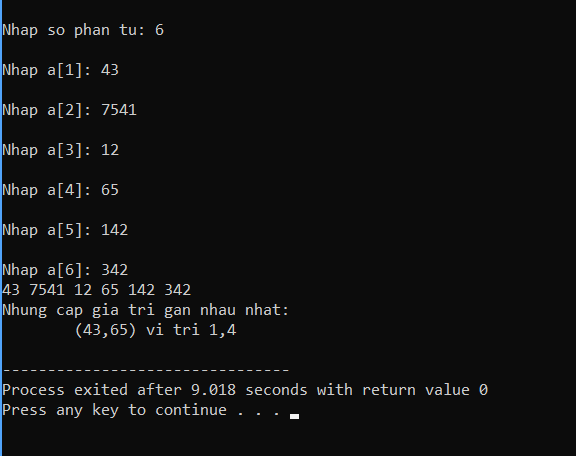 Nhap so phan tu: 6
Nhap a[1]: 43
Nhap a[2]: 7541
Nhap a[3]: 12
Nhap a[4]: 65
Nhap a[5]: 142
Nhap a[6]: 342
43 7541 12 65 142 342
Nhung cap gia tri gan nhau nhat:
(43,65) vi tri 1,4
--------------------------------
Process exited after 9.018 seconds with return value 0
Press any key to continue . . .